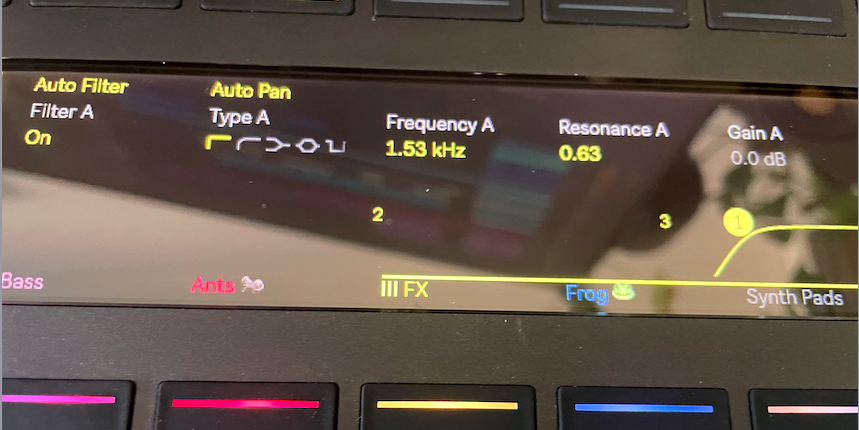 Auto Filter Auto Pan
Filter A Type A Frequency A Resonance A Gain A
On 1.53 kHz 0.63 0.0 dB
2 3 1
Bass Ants 🐜 FX Frog 🐸 Synth Pads